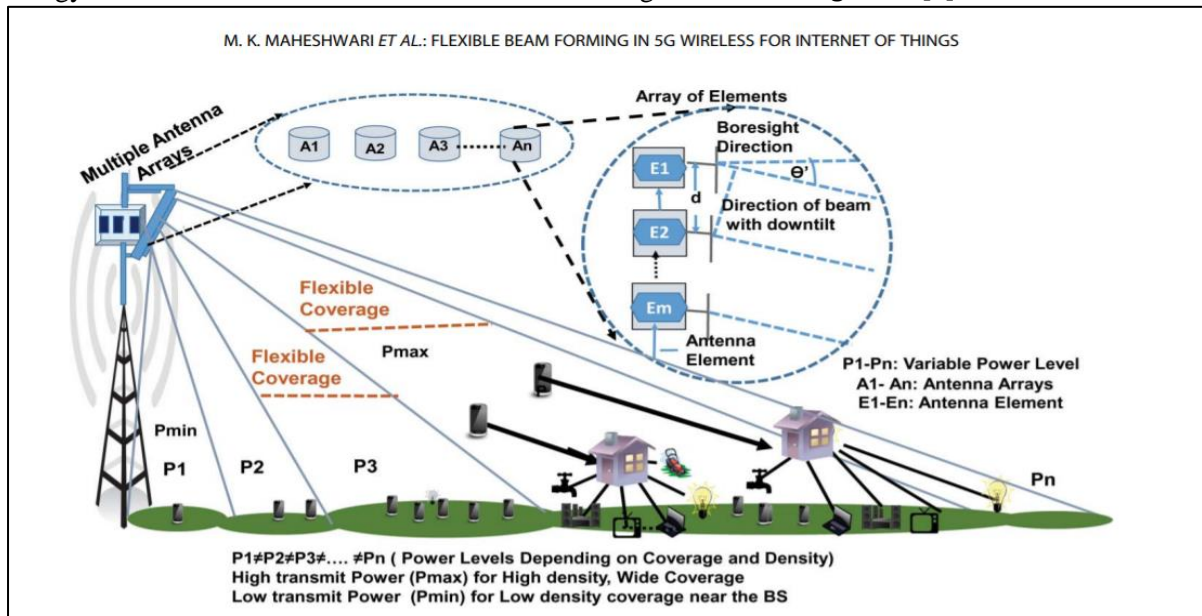 M. K. MAHESHWARI ET AL.: FLEXIBLE BEAM FORMING IN 5G WIRELESS FOR INTERNET OF THINGS
Multiple Antenna
Arrays
A1
A2
A3
An
Array of Elements
Boresight
Direction
E1
Ɵ'
d
Direction of beam
with downtilt
E2
Em
Antenna
Element
Flexible
Coverage
Flexible
Coverage
Pmax
Pmin
P1
P2
P3
Pn
P1-Pn: Variable Power Level
A1- An: Antenna Arrays
E1-En: Antenna Element
P1≠P2≠P3≠.... ≠Pn ( Power Levels Depending on Coverage and Density)
High transmit Power (Pmax) for High density, Wide Coverage
Low transmit Power (Pmin) for Low density coverage near the BS